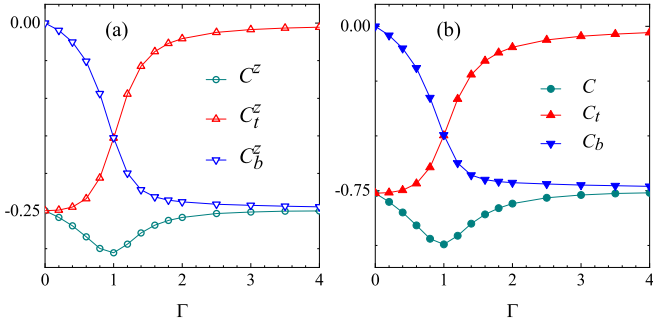 0.00
(a)
C^z
C_t^z
C_b^z
-0.25
0 1 2 3 4
Γ
0.00
(b)
C
C_t
C_b
-0.75
0 1 2 3 4
Γ